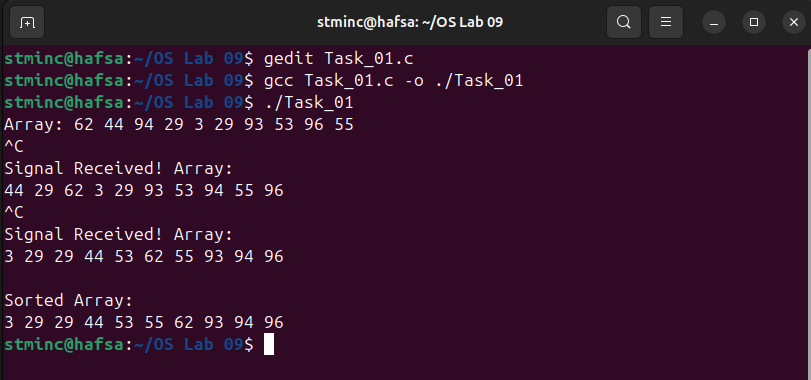 stminc@hafsa: ~/OS Lab 09
stminc@hafsa:~/OS Lab 09$ gedit Task_01.c
stminc@hafsa:~/OS Lab 09$ gcc Task_01.c -o ./Task_01
stminc@hafsa:~/OS Lab 09$ ./Task_01
Array: 62 44 94 29 3 29 93 53 96 55
^C
Signal Received! Array:
44 29 62 3 29 93 53 94 55 96
^C
Signal Received! Array:
3 29 29 44 53 62 55 93 94 96
Sorted Array:
3 29 29 44 53 55 62 93 94 96
stminc@hafsa:~/OS Lab 09$